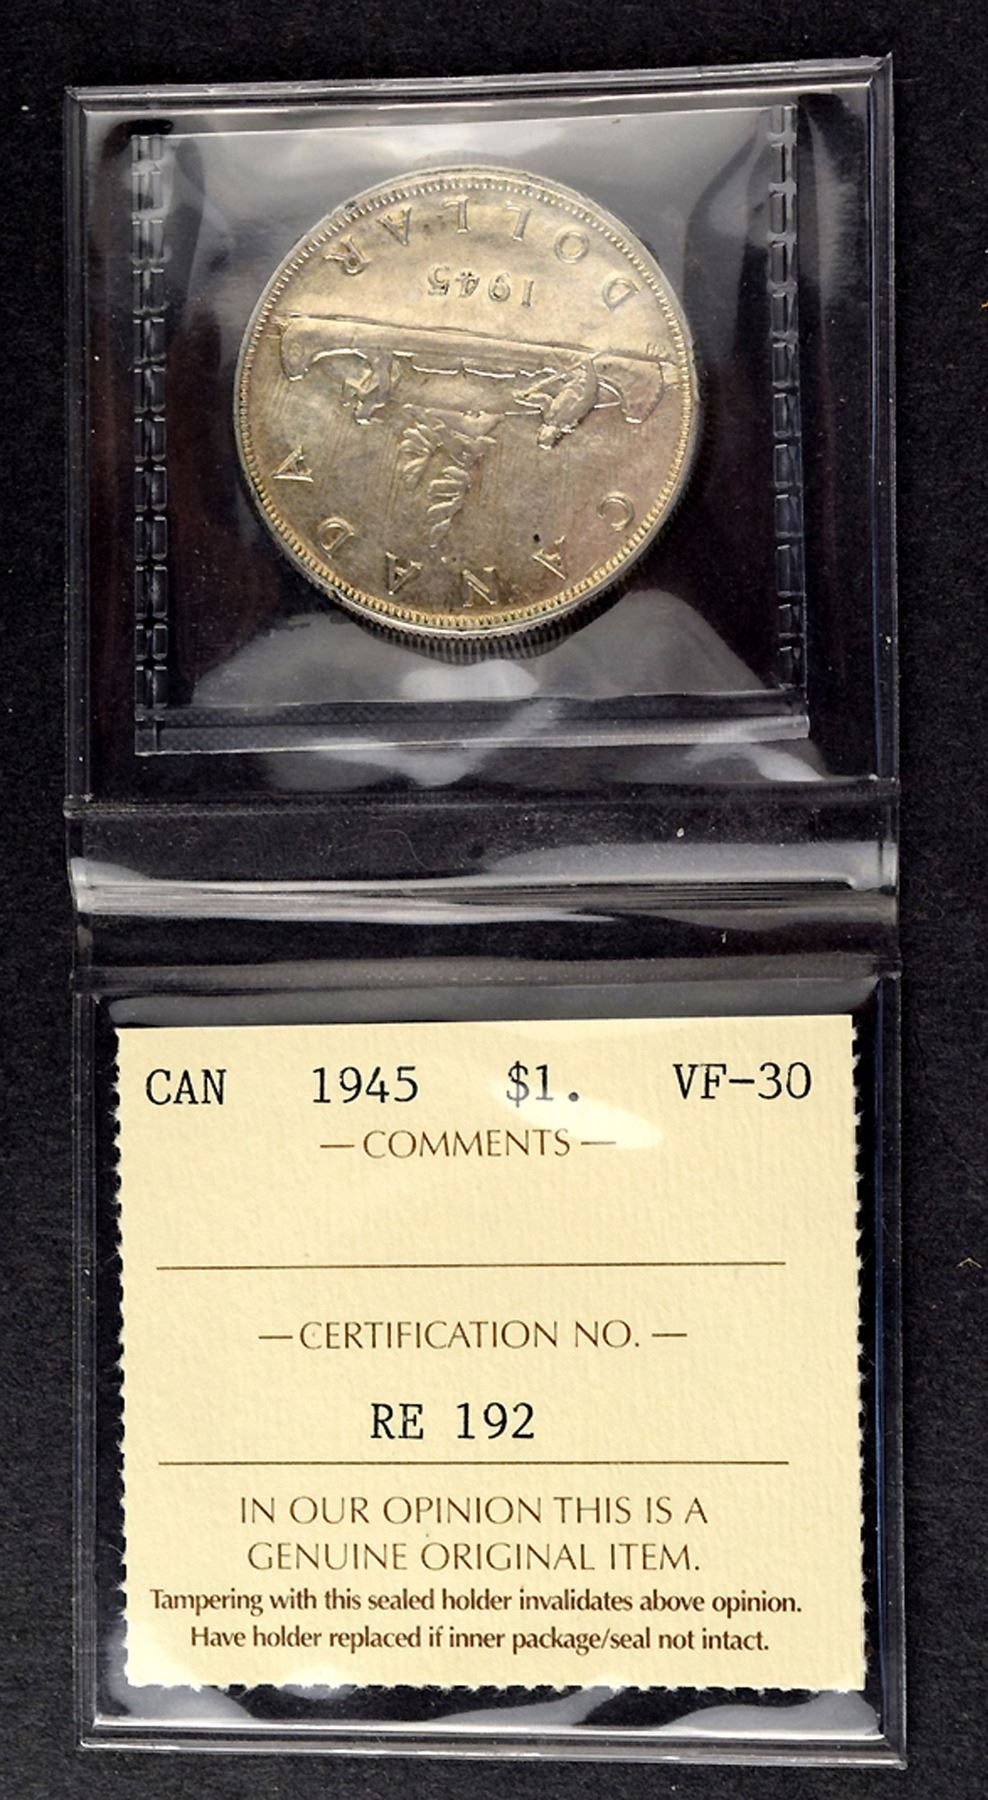 CANADA
1945
DOLLAR
CAN 1945 $1. VF-30
— COMMENTS —
— CERTIFICATION NO. —
RE 192
IN OUR OPINION THIS IS A
GENUINE ORIGINAL ITEM.
Tampering with this sealed holder invalidates above opinion.
Have holder replaced if inner package/seal not intact.